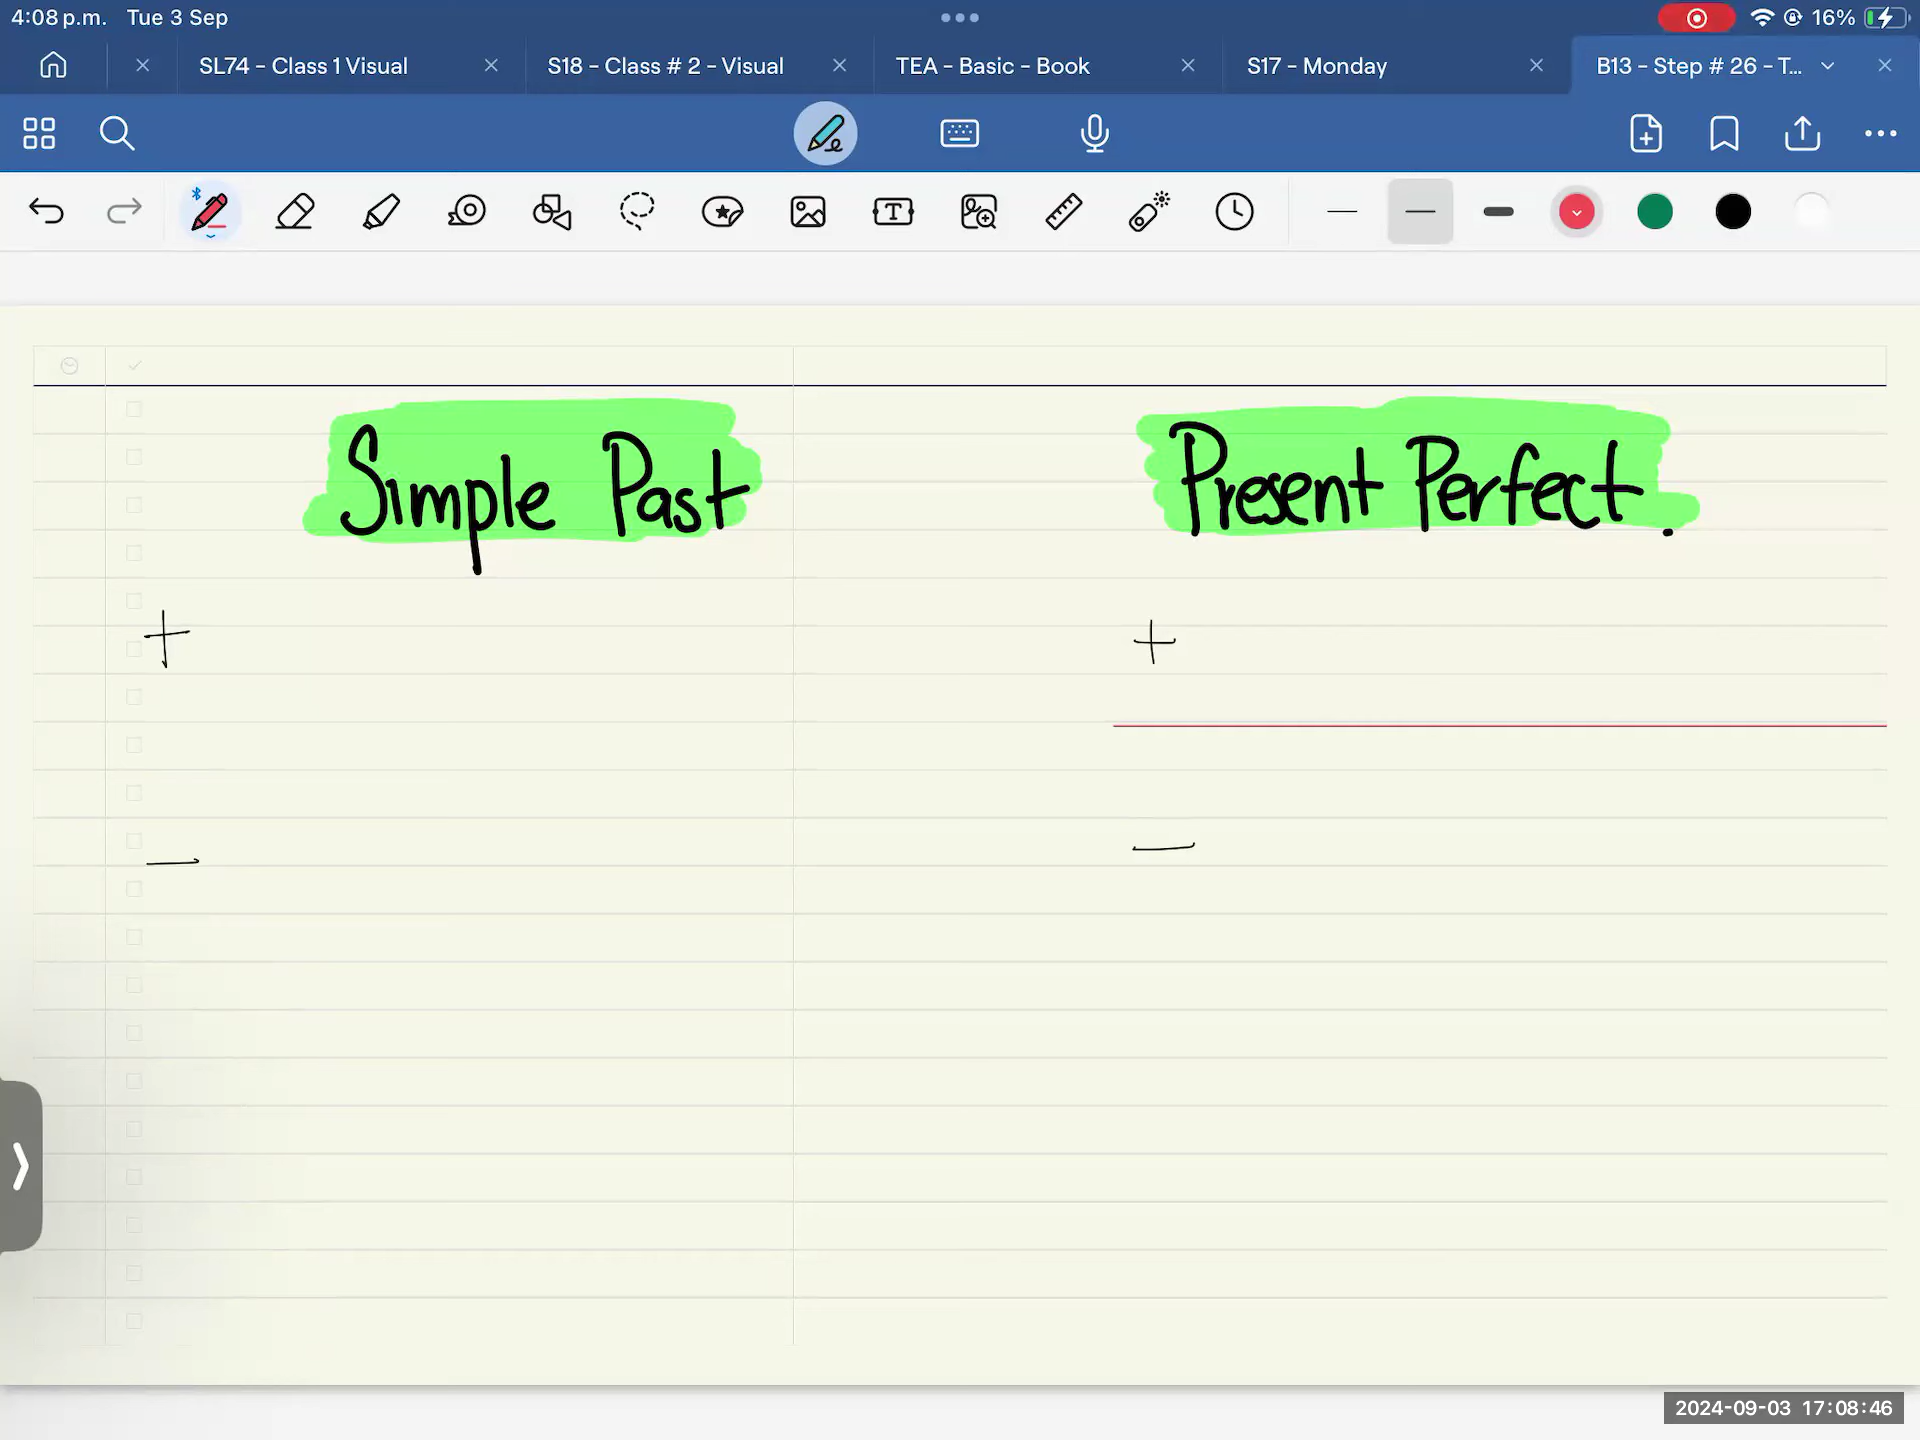 4:08 p.m. Tue 3 Sep
16%
SL74 - Class 1 Visual
S18 - Class # 2 - Visual
TEA - Basic - Book
S17 - Monday
B13 - Step # 26 - T...
T
Simple Past
Present Perfect.
+
+
—
—
2024-09-03 17:08:46